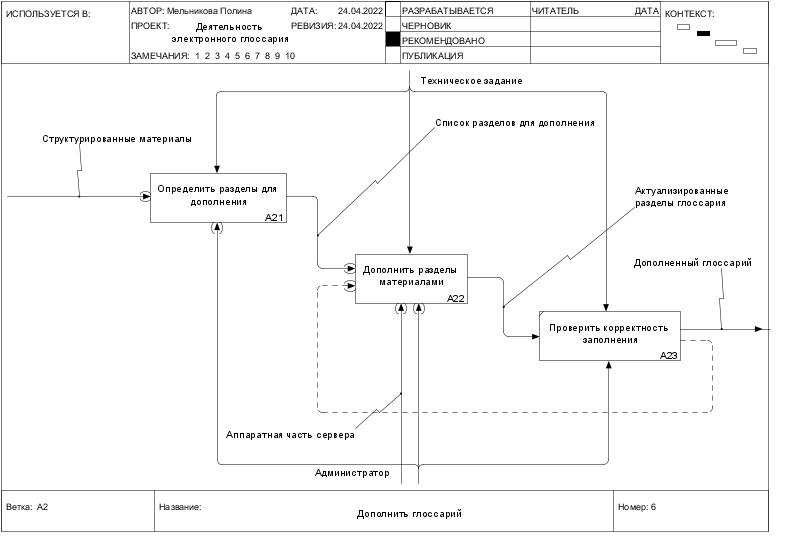 ИСПОЛЬЗУЕТСЯ В:
АВТОР: Мельникова Полина
ДАТА: 24.04.2022
ПРОЕКТ: Деятельность
электронного глоссария
РЕВИЗИЯ: 24.04.2022
ЗАМЕЧАНИЯ: 1 2 3 4 5 6 7 8 9 10
РАЗРАБАТЫВАЕТСЯ
ЧЕРНОВИК
РЕКОМЕНДОВАНО
ПУБЛИКАЦИЯ
ЧИТАТЕЛЬ
ДАТА
КОНТЕКСТ:
Техническое задание
Список разделов для дополнения
Структурированные материалы
Определить разделы для
дополнения
A21
Актуализированные
разделы глоссария
Дополнить разделы
материалами
A22
Дополненный глоссарий
Проверить корректность
заполнения
A23
Аппаратная часть сервера
Администратор
Ветка: A2
Название:
Дополнить глоссарий
Номер: 6